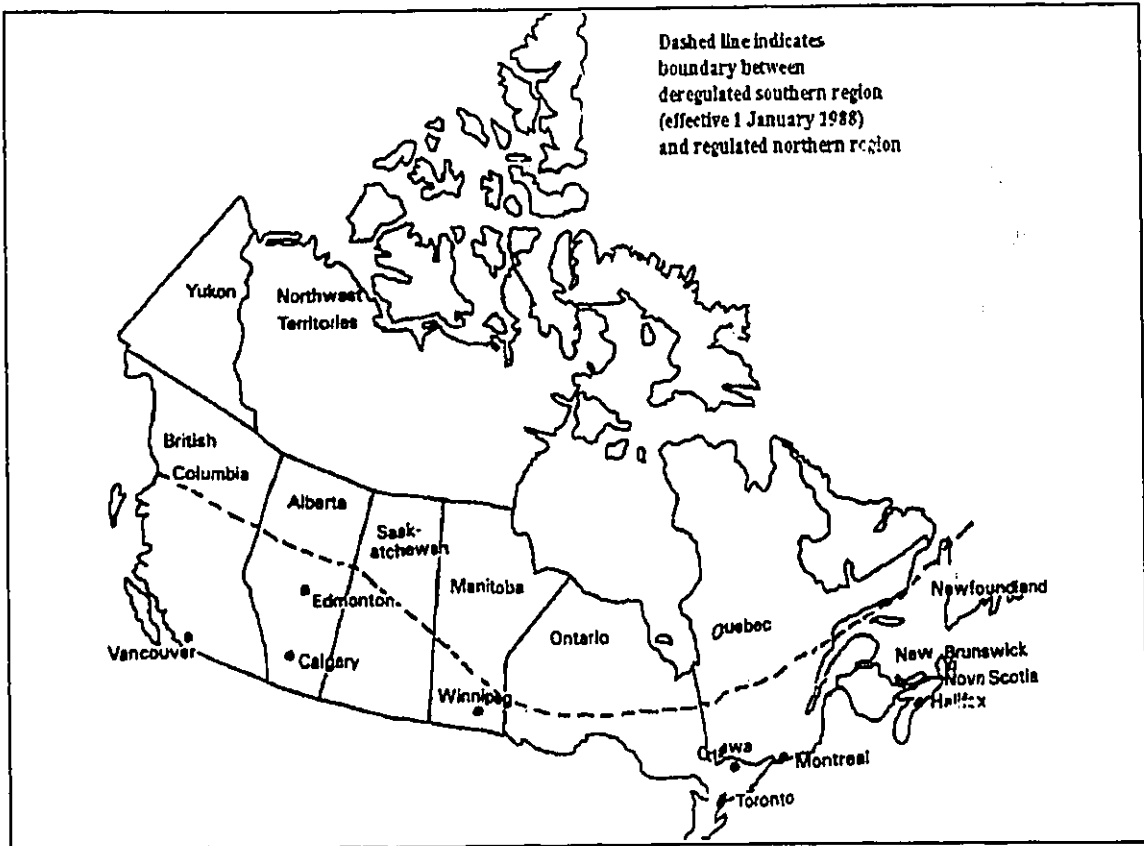 Dashed line indicates
boundary between
deregulated southern region
(effective 1 January 1988)
and regulated northern region
Yukon
Northwest
Territories
British
Columbia
Alberta
Sask-
atchewan
Manitoba
Edmonton
Ontario
Quebec
Newfoundland
Vancouver
Calgary
New Brunswick
Nova Scotia
Winnipeg
Halifax
Ottawa
Montreal
Toronto